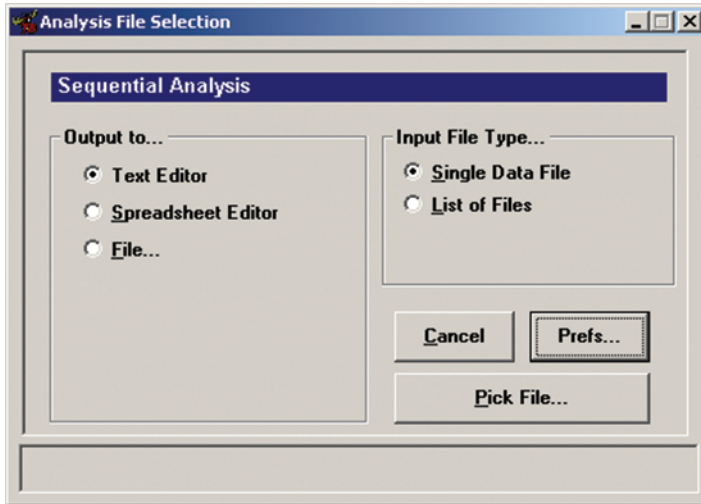 Analysis File Selection
Sequential Analysis
Output to...
Text Editor
Spreadsheet Editor
File...
Input File Type...
Single Data File
List of Files
Cancel
Prefs...
Pick File...